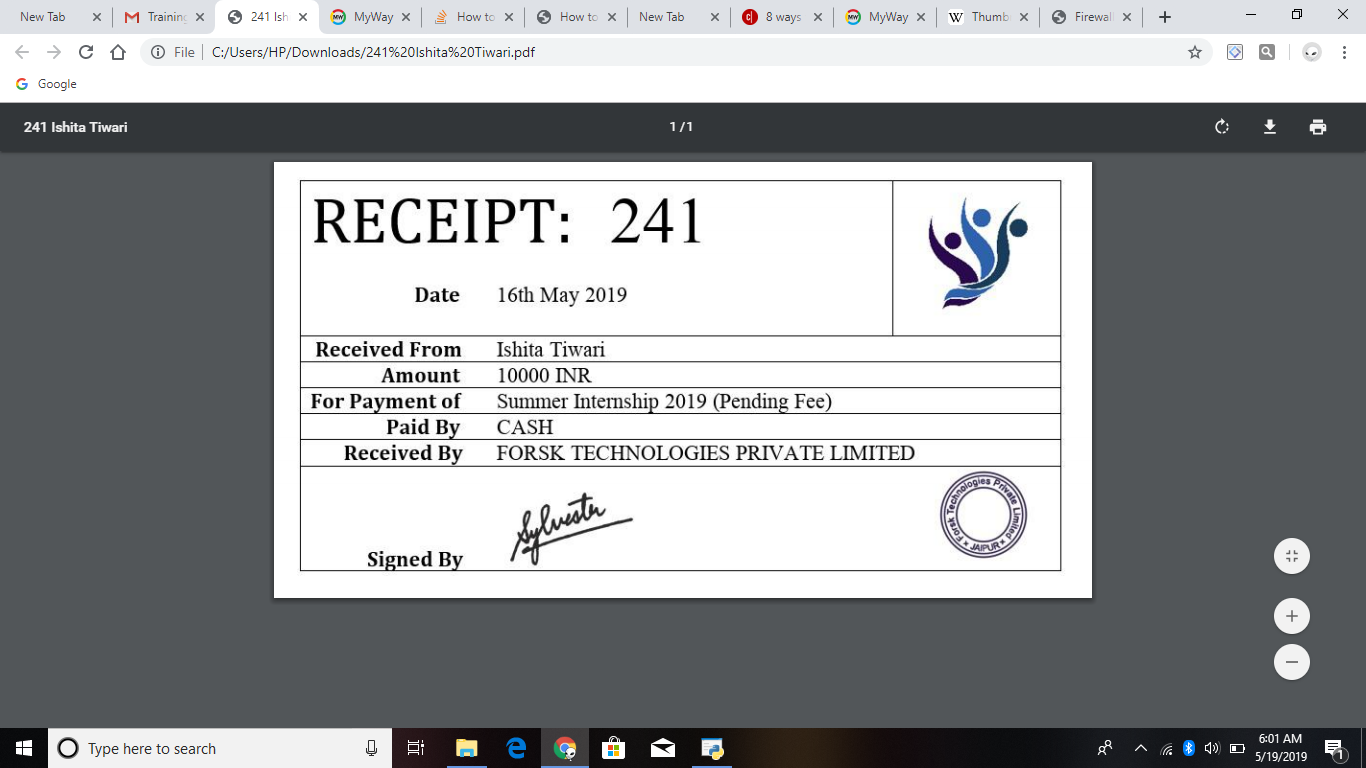 New Tab
Training
241 Ish
MyWay
How to
How to
New Tab
8 ways
MyWay
Thumb
Firewall
File
C:/Users/HP/Downloads/241%20Ishita%20Tiwari.pdf
Google
241 Ishita Tiwari
1 / 1
RECEIPT: 241
Date 16th May 2019
Received From Ishita Tiwari
Amount 10000 INR
For Payment of Summer Internship 2019 (Pending Fee)
Paid By CASH
Received By FORSK TECHNOLOGIES PRIVATE LIMITED
Signed By Sylvester
Forsk Technologies Private Limited
* JAIPUR *
Type here to search
6:01 AM
5/19/2019
1